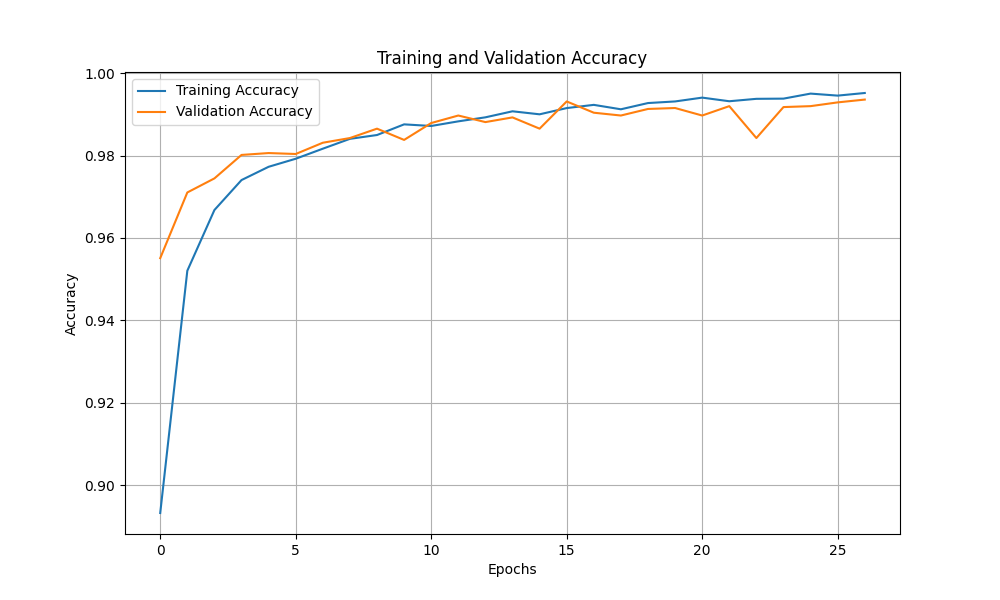 Training and Validation Accuracy
Training Accuracy
Validation Accuracy
1.00
0.98
0.96
0.94
0.92
0.90
Accuracy
0 5 10 15 20 25
Epochs